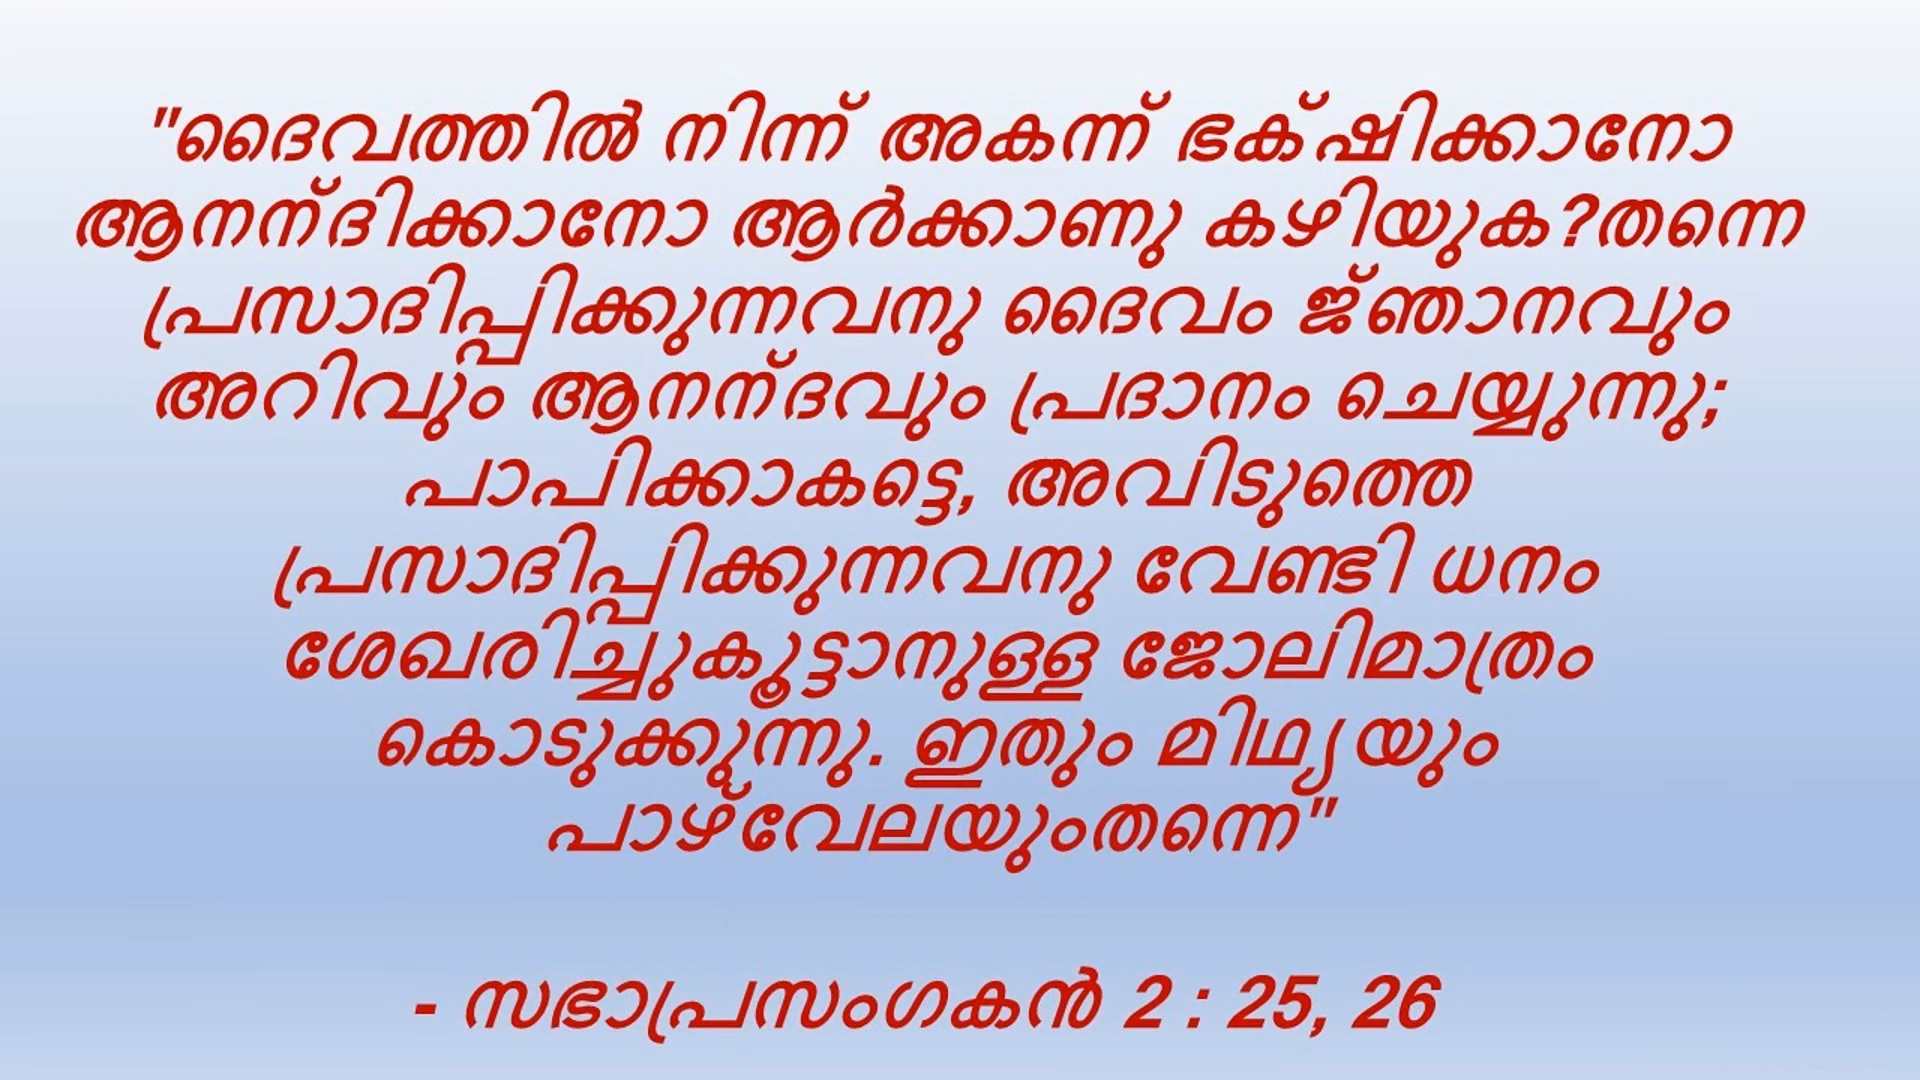 "ദൈവത്തിൽ നിന്ന് അകന്ന് ഭക്‌ഷിക്കാനോ
ആനന്ദിക്കാനോ ആർക്കാണു കഴിയുക?തന്നെ
പ്രസാദിപ്പിക്കുന്നവനു ദൈവം ജ്‌ഞാനവും
അറിവും ആനന്ദവും പ്രദാനം ചെയ്യുന്നു;
പാപിക്കാകട്ടെ, അവിടുത്തെ
പ്രസാദിപ്പിക്കുന്നവനു വേണ്ടി ധനം
ശേഖരിച്ചുകൂട്ടാനുള്ള ജോലിമാത്രം
കൊടുക്കുന്നു. ഇതും മിഥ്യയും
പാഴ്‌വേലയുംതന്നെ"
- സഭാപ്രസംഗകൻ 2 : 25, 26